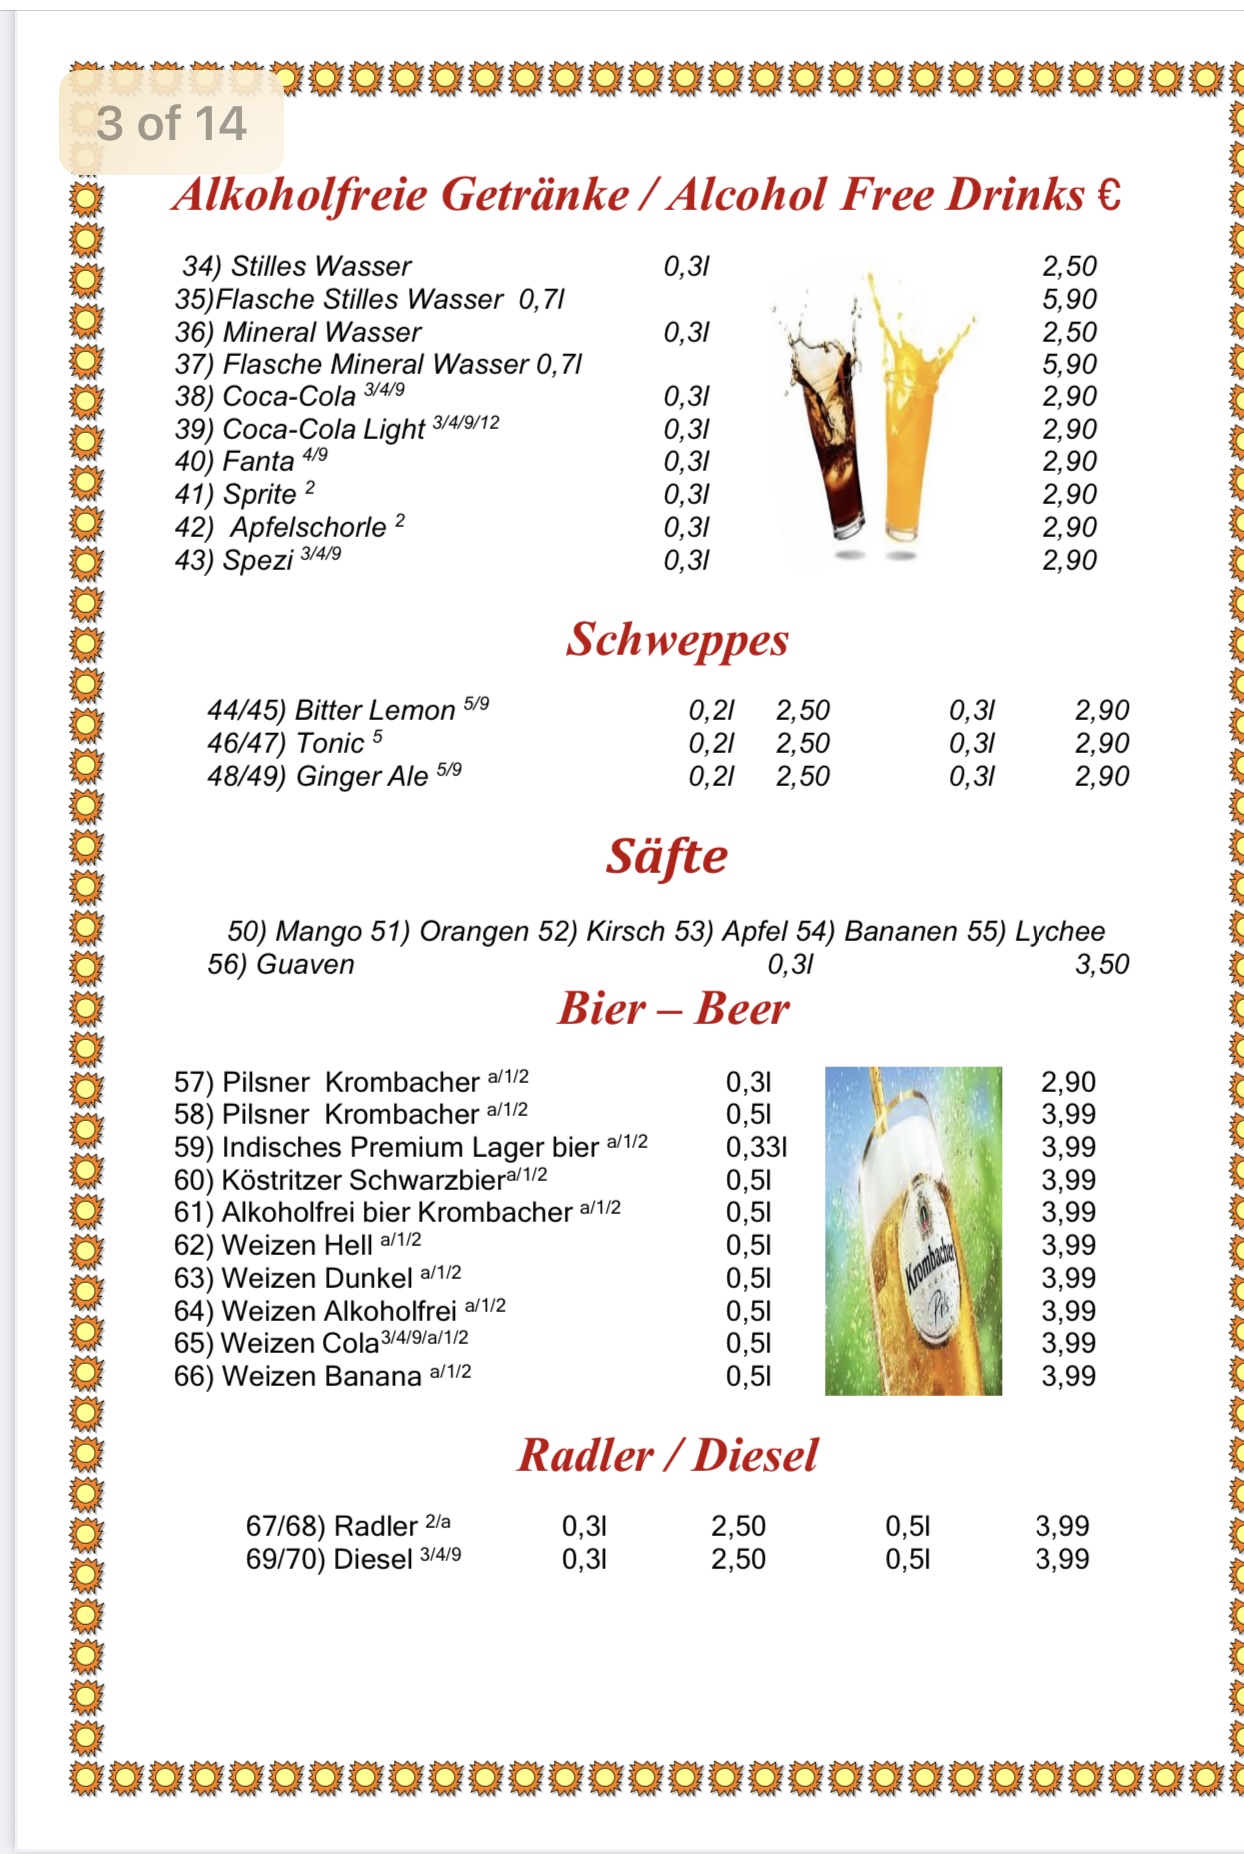 3 of 14
Alkoholfreie Getränke / Alcohol Free Drinks €
34) Stilles Wasser 0,3l 2,50
35)Flasche Stilles Wasser 0,7l 5,90
36) Mineral Wasser 0,3l 2,50
37) Flasche Mineral Wasser 0,7l 5,90
38) Coca-Cola 3/4/9 0,3l 2,90
39) Coca-Cola Light 3/4/9/12 0,3l 2,90
40) Fanta 4/9 0,3l 2,90
41) Sprite 2 0,3l 2,90
42) Apfelschorle 2 0,3l 2,90
43) Spezi 3/4/9 0,3l 2,90
Schweppes
44/45) Bitter Lemon 5/9 0,2l 2,50 0,3l 2,90
46/47) Tonic 5 0,2l 2,50 0,3l 2,90
48/49) Ginger Ale 5/9 0,2l 2,50 0,3l 2,90
Säfte
50) Mango 51) Orangen 52) Kirsch 53) Apfel 54) Bananen 55) Lychee
56) Guaven 0,3l 3,50
Bier – Beer
57) Pilsner Krombacher a/1/2 0,3l 2,90
58) Pilsner Krombacher a/1/2 0,5l 3,99
59) Indisches Premium Lager bier a/1/2 0,33l 3,99
60) Köstritzer Schwarzbiera/1/2 0,5l 3,99
61) Alkoholfrei bier Krombacher a/1/2 0,5l 3,99
62) Weizen Hell a/1/2 0,5l 3,99
63) Weizen Dunkel a/1/2 0,5l 3,99
64) Weizen Alkoholfrei a/1/2 0,5l 3,99
65) Weizen Cola3/4/9/a/1/2 0,5l 3,99
66) Weizen Banana a/1/2 0,5l 3,99
Krombacher
Pils
Radler / Diesel
67/68) Radler 2/a 0,3l 2,50 0,5l 3,99
69/70) Diesel 3/4/9 0,3l 2,50 0,5l 3,99